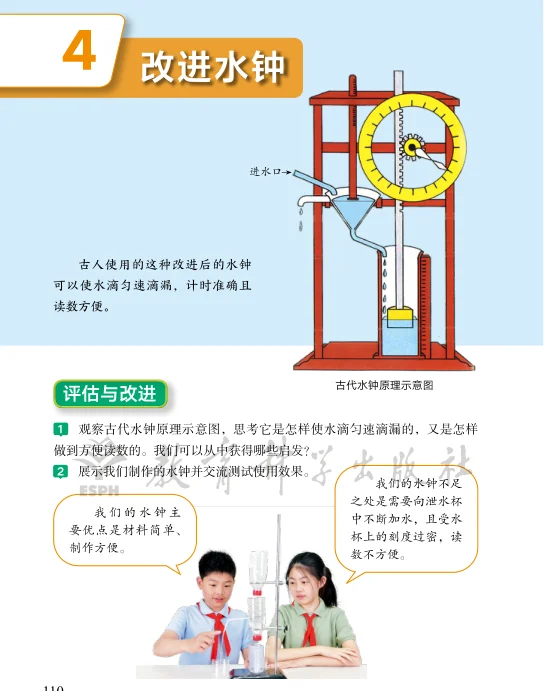 4
改进水钟
进水口
古人使用的这种改进后的水钟
可以使水滴匀速滴漏，计时准确且
读数方便。
古代水钟原理示意图
评估与改进
1 观察古代水钟原理示意图，思考它是怎样使水滴匀速滴漏的，又是怎样
做到方便读数的。我们可以从中获得哪些启发？
2 展示我们制作的水钟并交流测试使用效果。
ESPH 教育科学出版社
我们的水钟主
要优点是材料简单、
制作方便。
我们的水钟不足
之处是需要向泄水杯
中不断加水，且受水
杯上的刻度过密，读
数不方便。
110